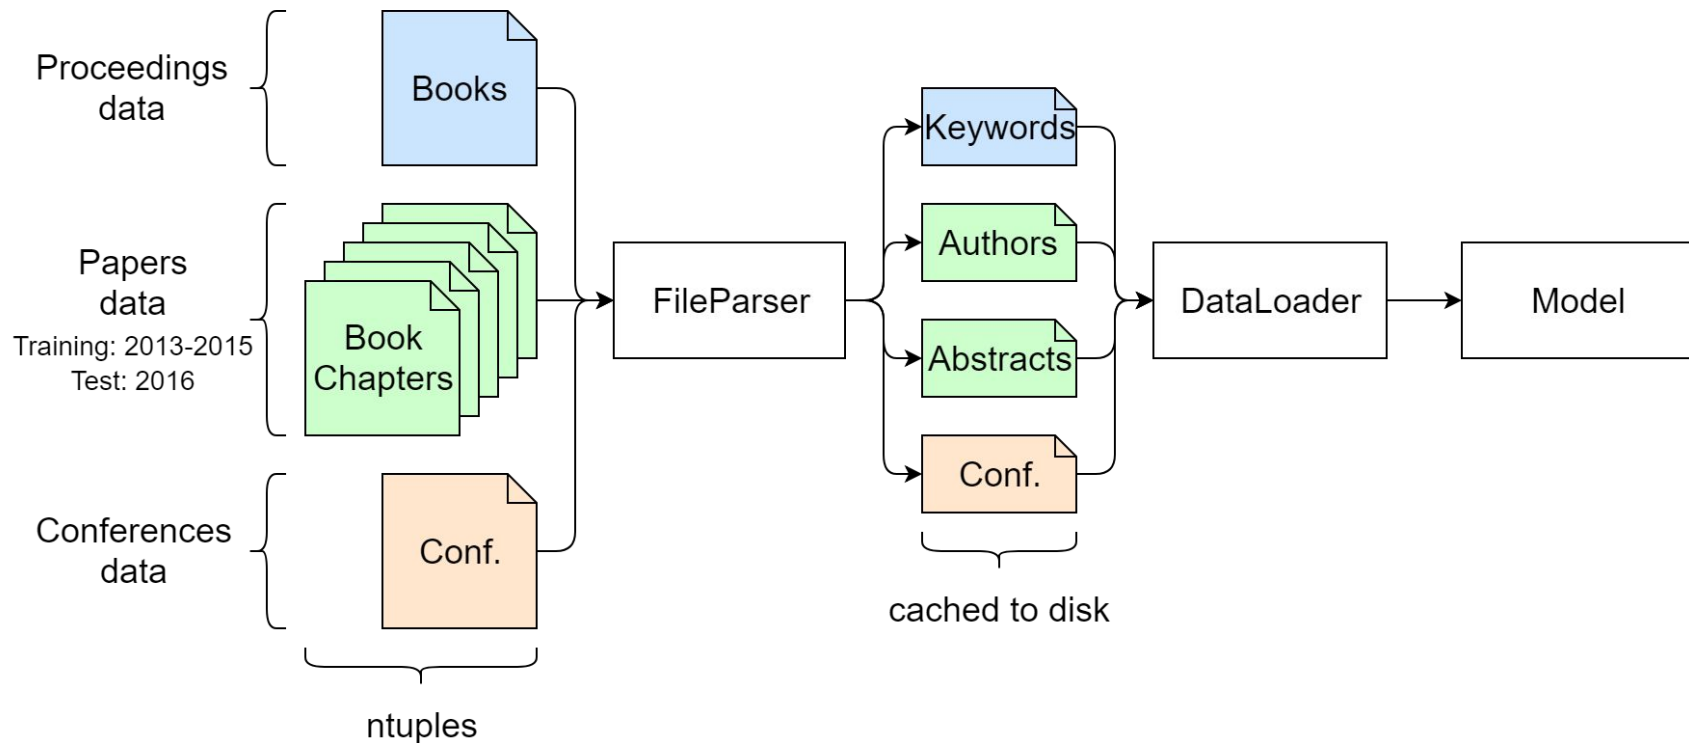 Proceedings
data
Books
Papers
data
Training: 2013-2015
Test: 2016
Book
Chapters
Conferences
data
Conf.
ntuples
FileParser
Keywords
Authors
Abstracts
Conf.
cached to disk
DataLoader
Model